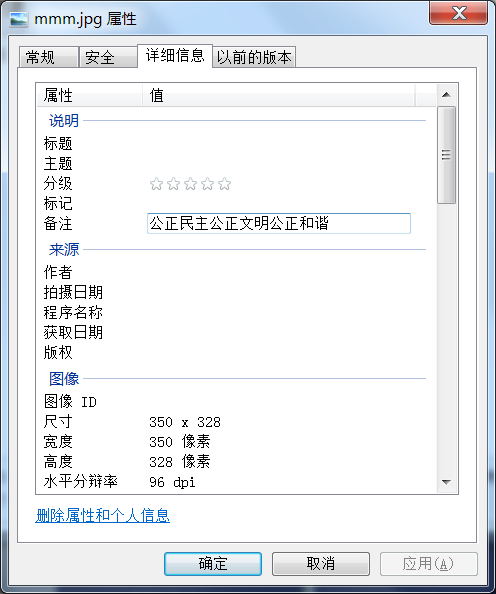 mmm.jpg 属性
常规 安全 详细信息 以前的版本
属性 值
说明
标题
主题
分级
标记
备注 公正民主公正文明公正和谐
来源
作者
拍摄日期
程序名称
获取日期
版权
图像
图像 ID
尺寸 350 x 328
宽度 350 像素
高度 328 像素
水平分辩率 96 dpi
删除属性和个人信息
确定 取消 应用(A)